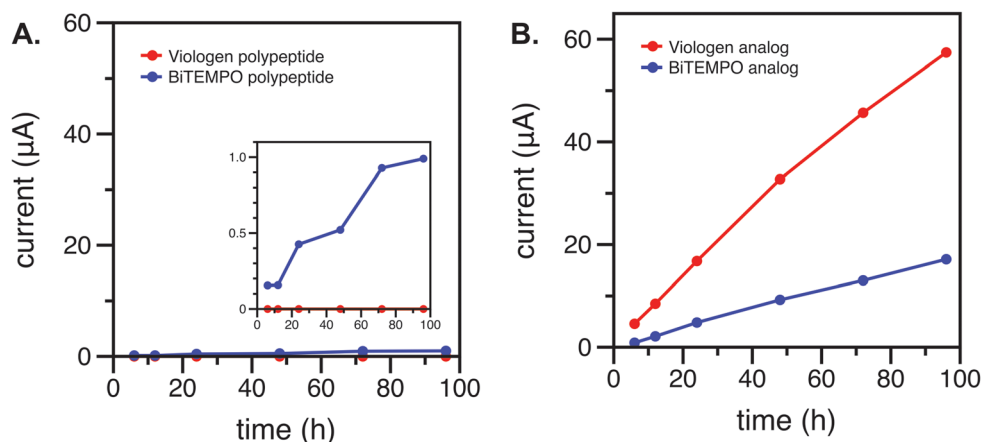 A.
60
40
20
0
current (μA)
Viologen polypeptide
BiTEMPO polypeptide
1.0
0.5
0
0 20 40 60 80 100
0 20 40 60 80 100
time (h)
B.
60
40
20
0
current (μA)
Viologen analog
BiTEMPO analog
0 20 40 60 80 100
time (h)